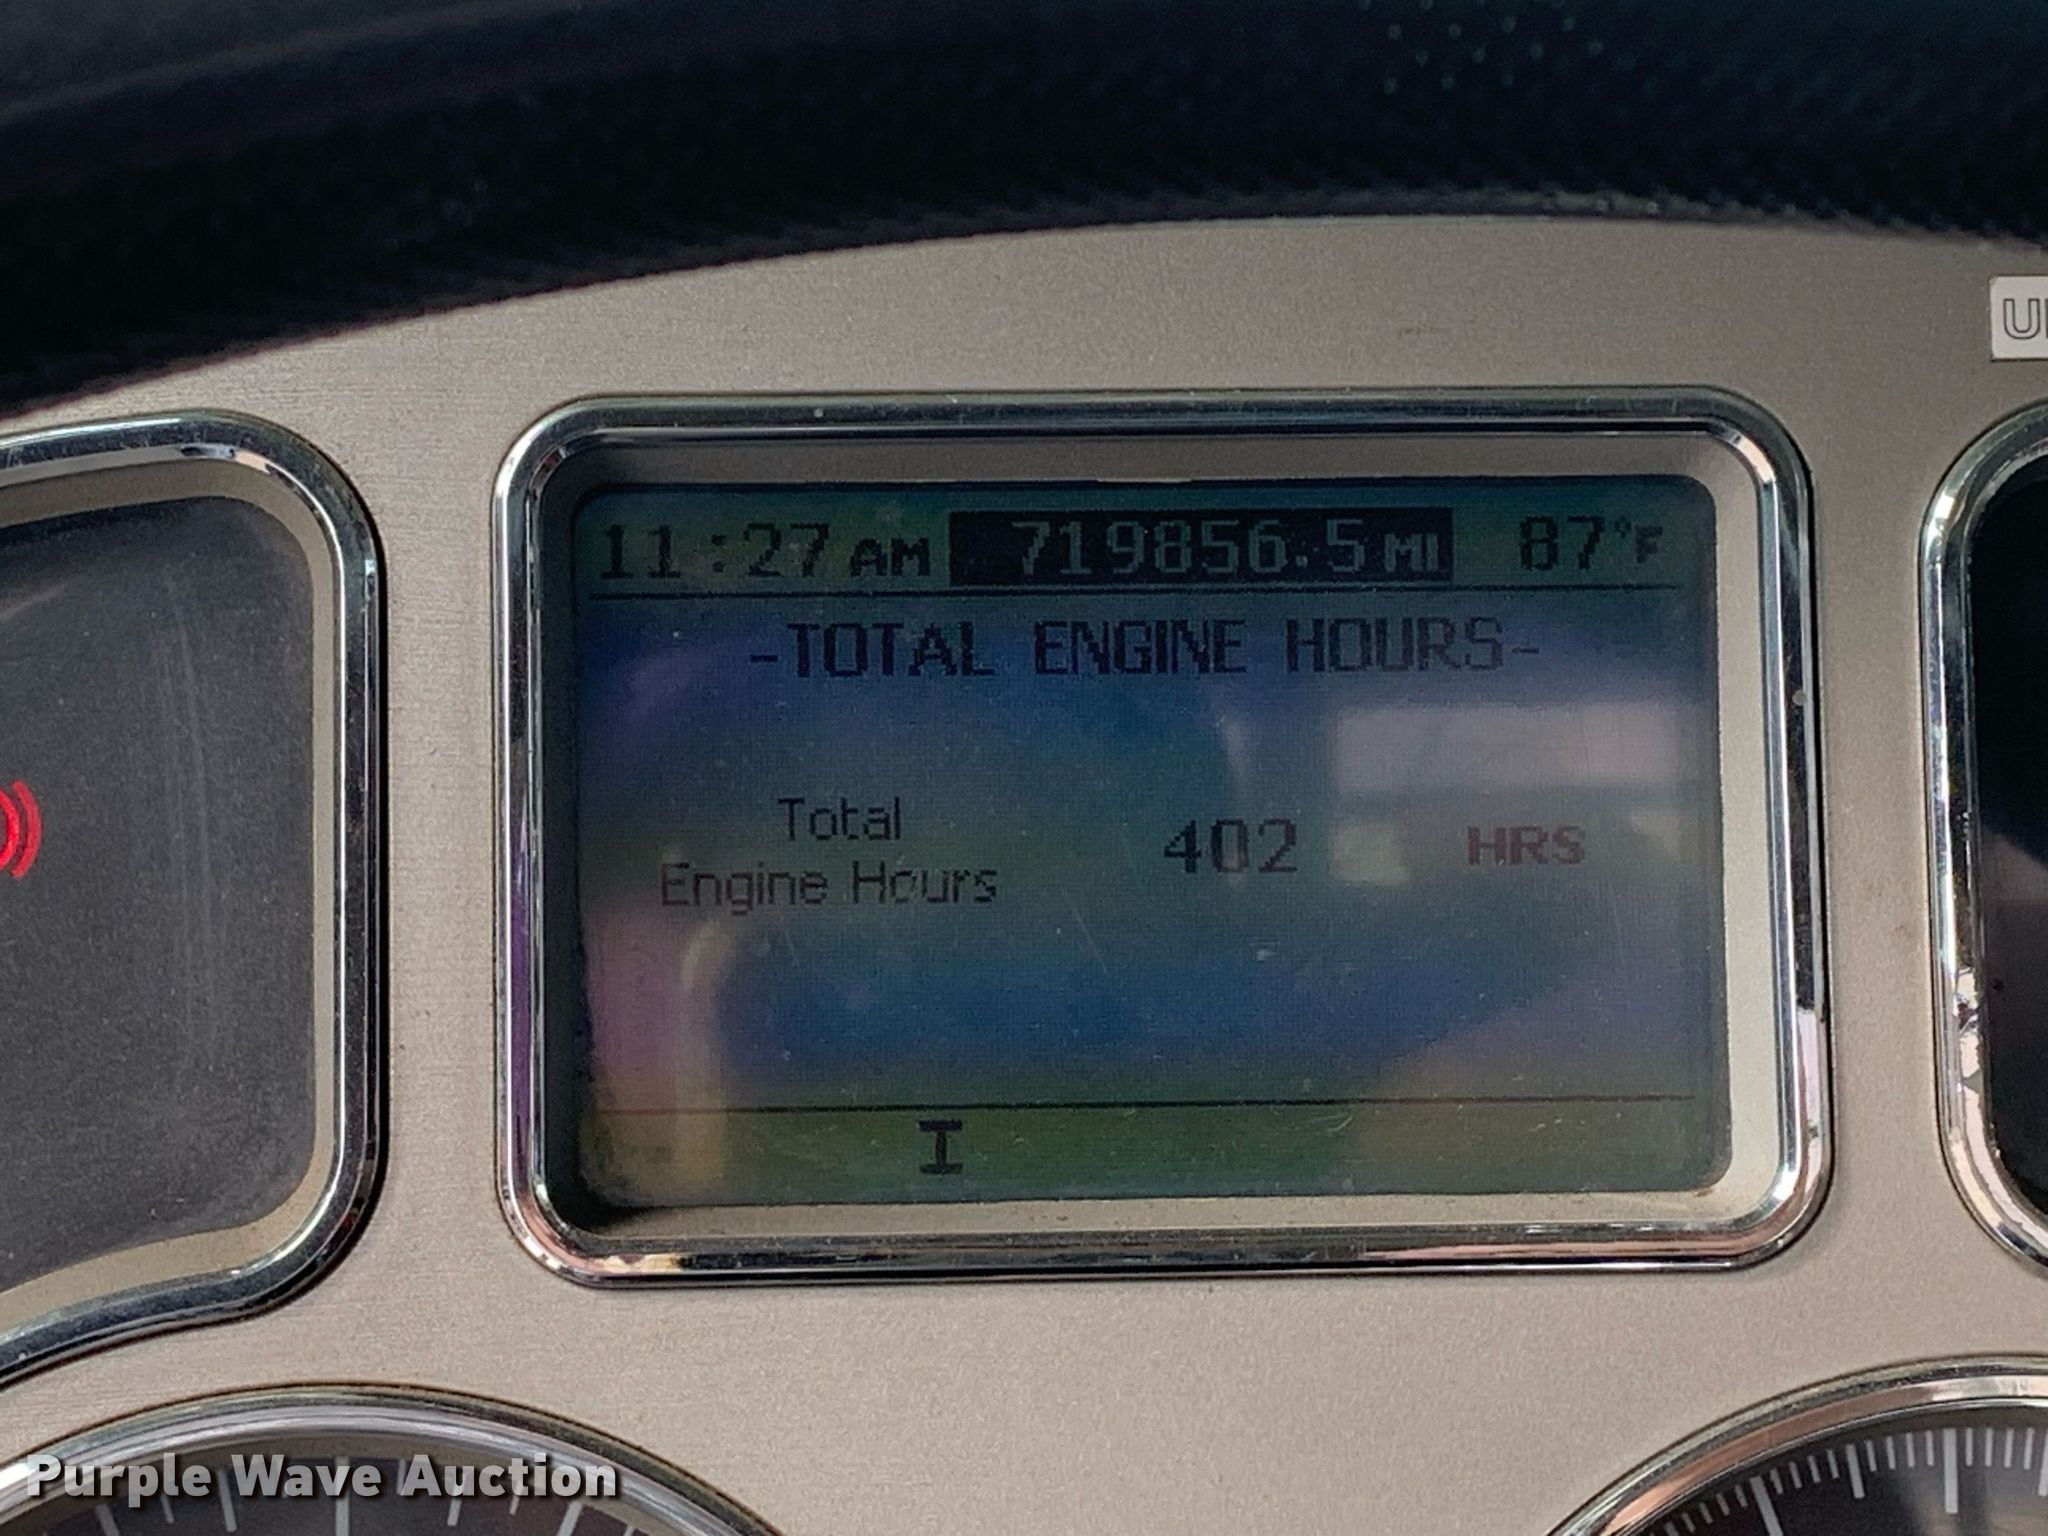 11:27 AM 719856.5 MI 87°F
-TOTAL ENGINE HOURS-
Total
Engine Hours 402 HRS
Purple Wave Auction